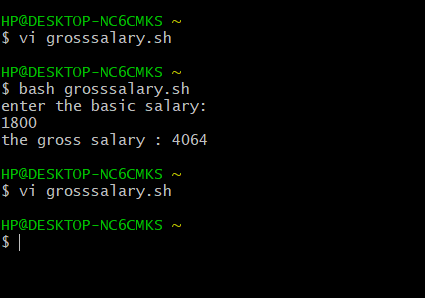 HP@DESKTOP-NC6CMKS ~
$ vi grosssalary.sh
HP@DESKTOP-NC6CMKS ~
$ bash grosssalary.sh
enter the basic salary:
1800
the gross salary : 4064
HP@DESKTOP-NC6CMKS ~
$ vi grosssalary.sh
HP@DESKTOP-NC6CMKS ~
$